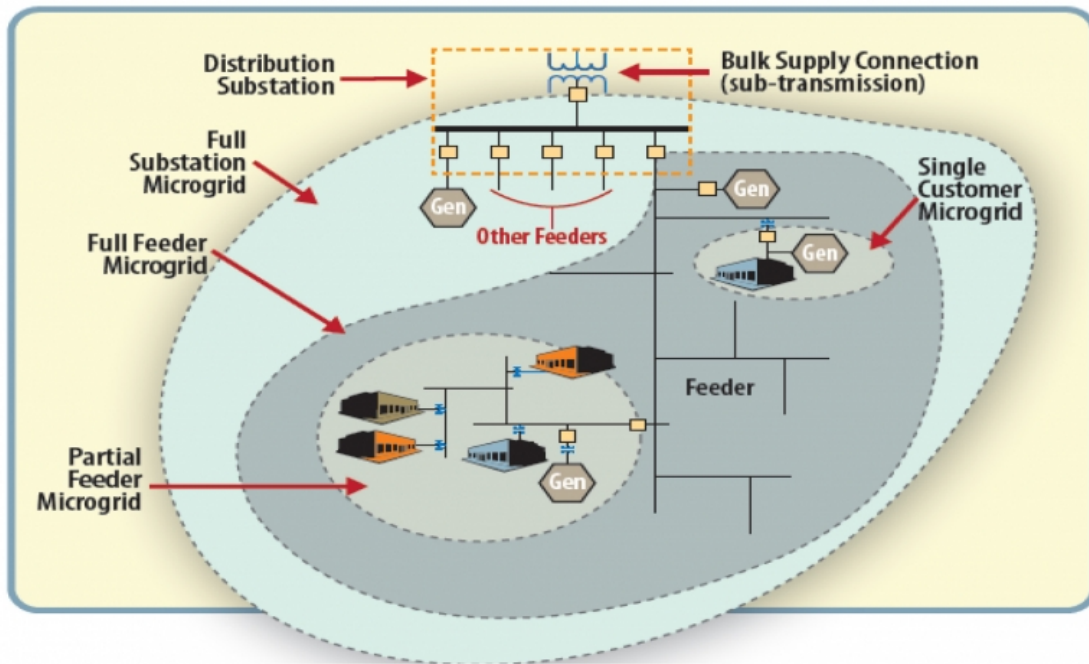 Distribution
Substation
Bulk Supply Connection
(sub-transmission)
Full
Substation
Microgrid
Single
Customer
Microgrid
Gen
Gen
Other Feeders
Full Feeder
Microgrid
Gen
Feeder
Partial
Feeder
Microgrid
Gen